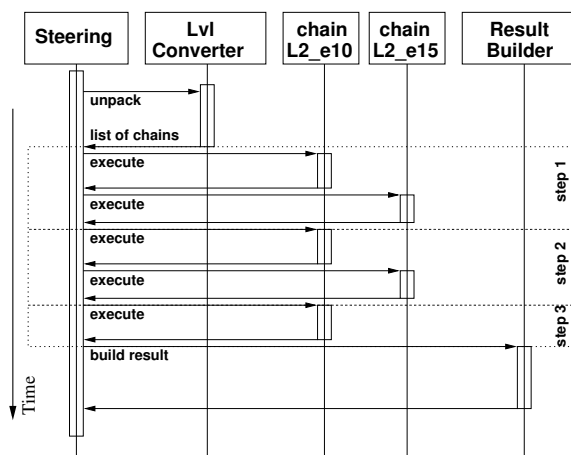 Steering
Lvl
Converter
chain
L2_e10
chain
L2_e15
Result
Builder
unpack
list of chains
execute
execute
step 1
execute
execute
step 2
execute
step 3
build result
Time